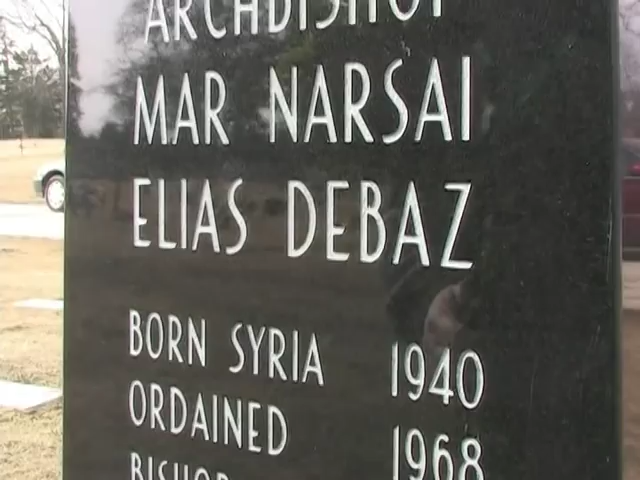 ARCHBISHOP
MAR NARSAI
ELIAS DEBAZ
BORN SYRIA 1940
ORDAINED 1968
BISHOP